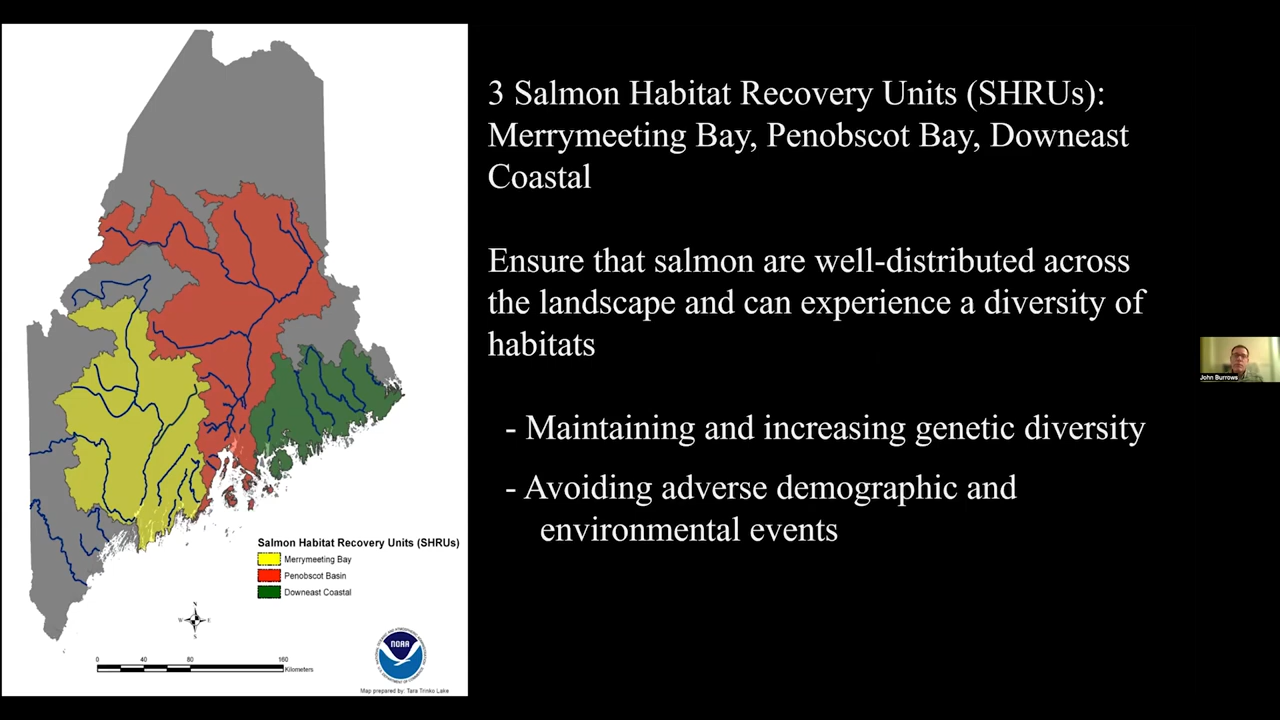 3 Salmon Habitat Recovery Units (SHRUs):
Merrymeeting Bay, Penobscot Bay, Downeast
Coastal
Ensure that salmon are well-distributed across
the landscape and can experience a diversity of
habitats
- Maintaining and increasing genetic diversity
- Avoiding adverse demographic and
environmental events
Salmon Habitat Recovery Units (SHRUs)
Merrymeeting Bay
Penobscot Basin
Downeast Coastal
N
W E
S
0 40 80 160
Kilometers
NOAA
Map prepared by: Tara Trinko Lake
John Burrows